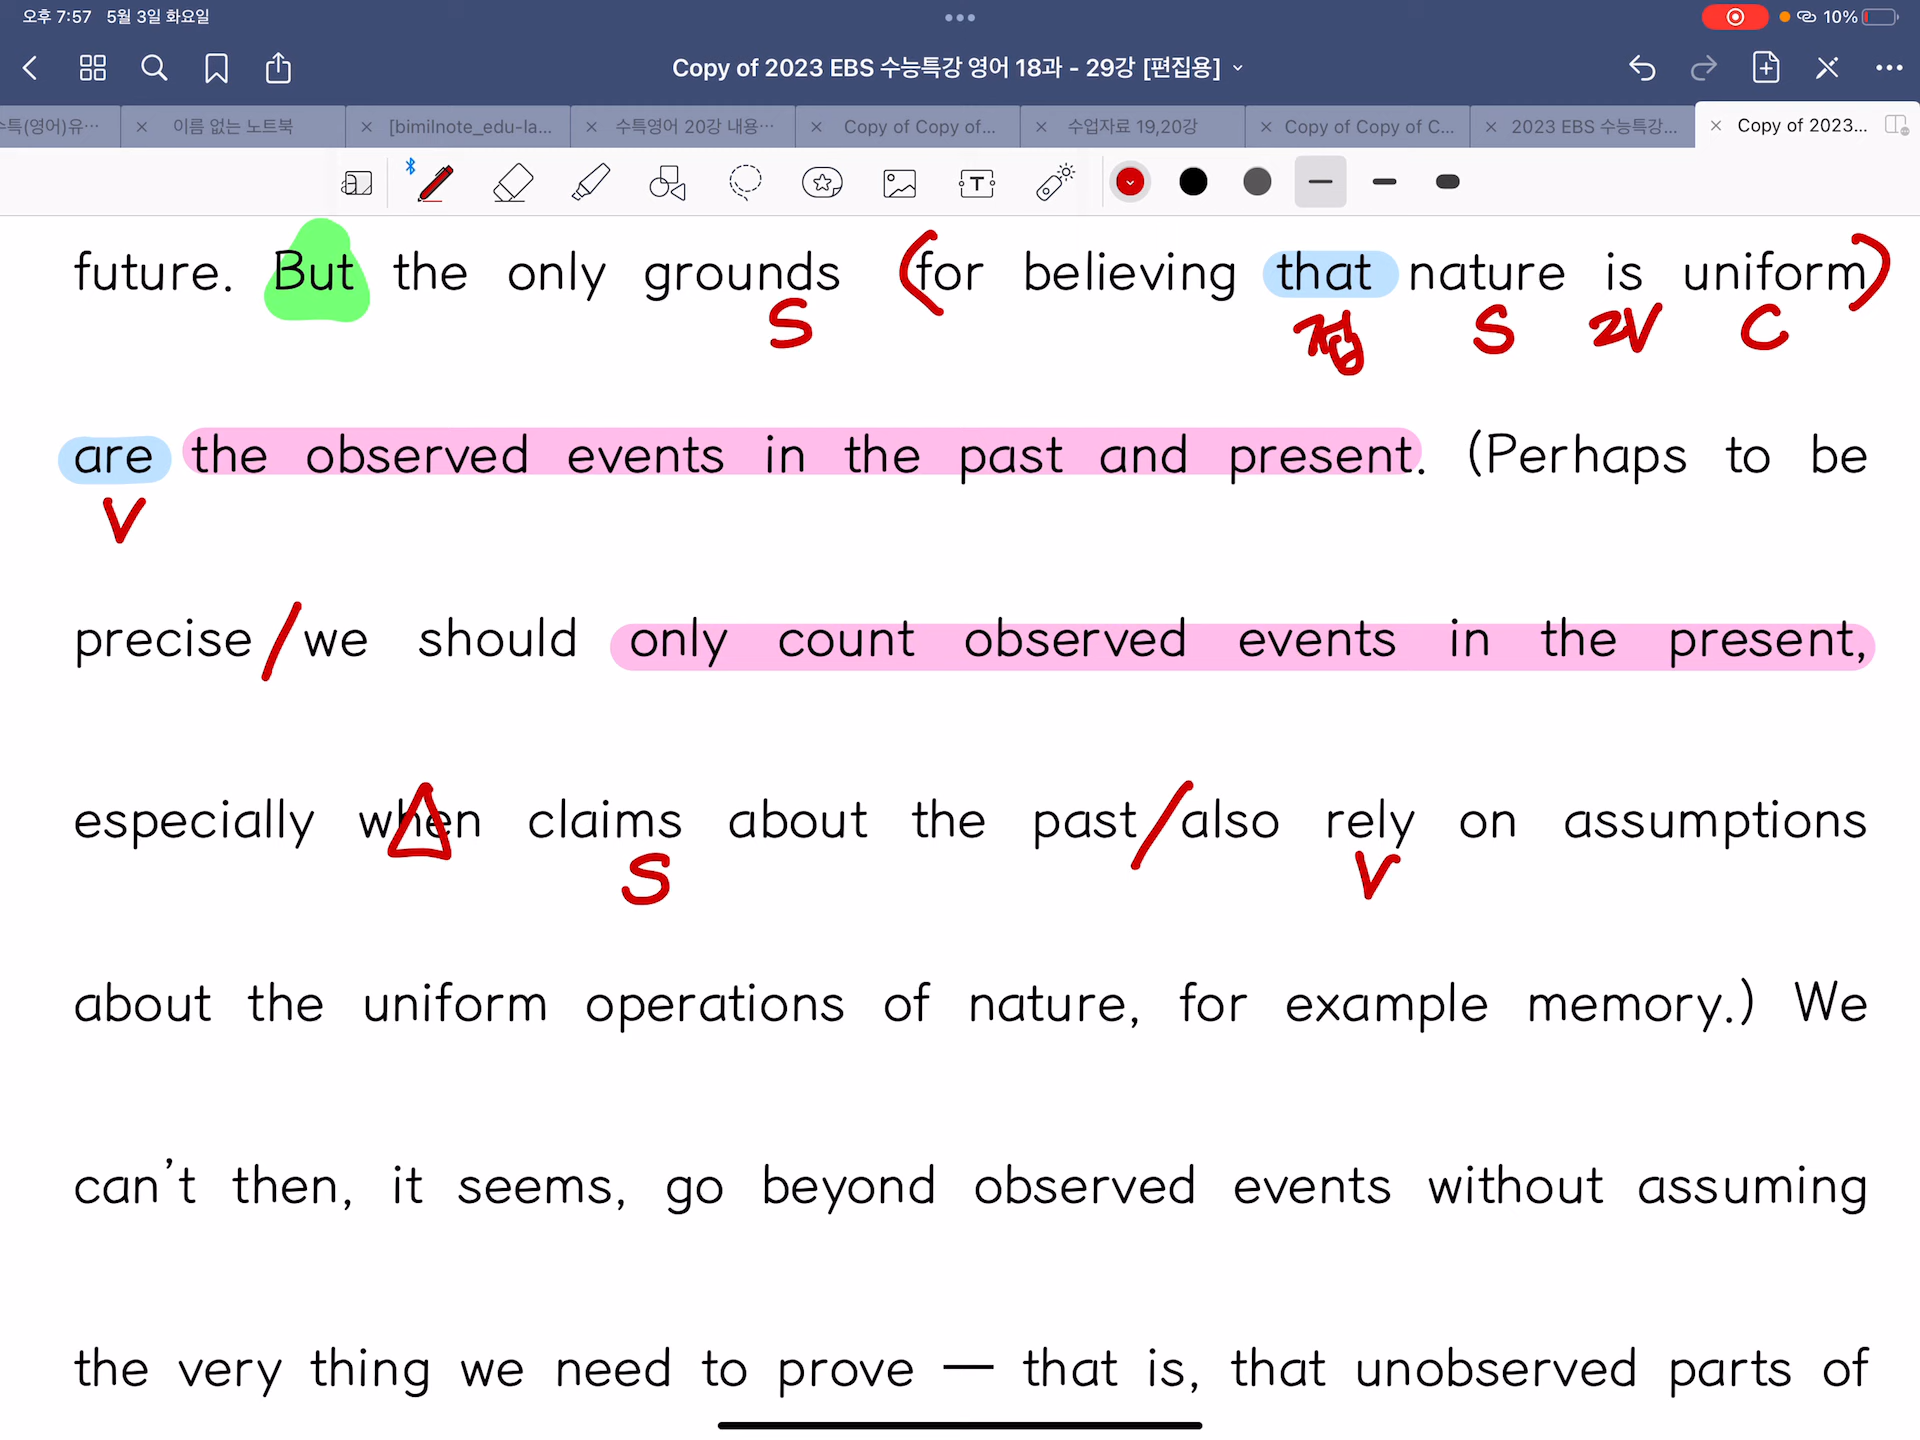 오후 7:57 5월 3일 화요일
10%
Copy of 2023 EBS 수능특강 영어 18과 - 29강 [편집용]
수특(영어)유...
이름 없는 노트북
[bimilnote_edu-la...
수특영어 20강 내용...
Copy of Copy of...
수업자료 19,20강
Copy of Copy of C...
2023 EBS 수능특강...
Copy of 2023...
future. But the only grounds (for believing that nature is uniform)
S 접 S 2V C
are the observed events in the past and present. (Perhaps to be
V
precise / we should only count observed events in the present,
especially when claims about the past / also rely on assumptions
S V
about the uniform operations of nature, for example memory.) We
can't then, it seems, go beyond observed events without assuming
the very thing we need to prove — that is, that unobserved parts of